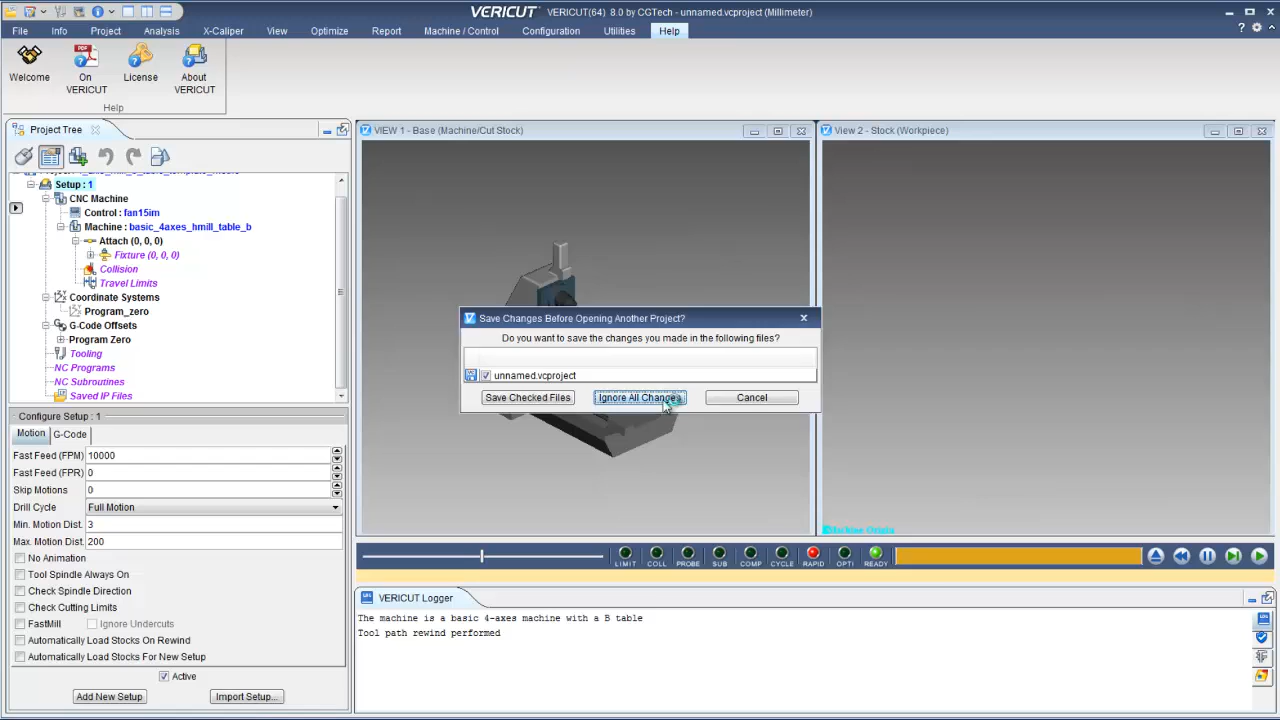 VERICUT VERICUT(64) 8.0 by CGTech - unnamed.vcproject (Millimeter)
File Info Project Analysis X-Caliper View Optimize Report Machine / Control Configuration Utilities Help
Welcome
On VERICUT
License
About VERICUT
Help
Project Tree
Setup : 1
CNC Machine
Control : fan15im
Machine : basic_4axes_hmill_table_b
Attach (0, 0, 0)
Fixture (0, 0, 0)
Collision
Travel Limits
Coordinate Systems
Program_zero
G-Code Offsets
Program Zero
Tooling
NC Programs
NC Subroutines
Saved IP Files
Configure Setup : 1
Motion G-Code
Fast Feed (FPM) 10000
Fast Feed (FPR) 0
Skip Motions 0
Drill Cycle Full Motion
Min. Motion Dist. 3
Max. Motion Dist. 200
No Animation
Tool Spindle Always On
Check Spindle Direction
Check Cutting Limits
FastMill Ignore Undercuts
Automatically Load Stocks On Rewind
Automatically Load Stocks For New Setup
Active
Add New Setup Import Setup...
VIEW 1 - Base (Machine/Cut Stock)
View 2 - Stock (Workpiece)
Machine Origin
Save Changes Before Opening Another Project?
Do you want to save the changes you made in the following files?
unnamed.vcproject
Save Checked Files Ignore All Changes Cancel
LIMIT COLL PROBE SUB COMP CYCLE RAPID OPTI READY
VERICUT Logger
The machine is a basic 4-axes machine with a B table
Tool path rewind performed